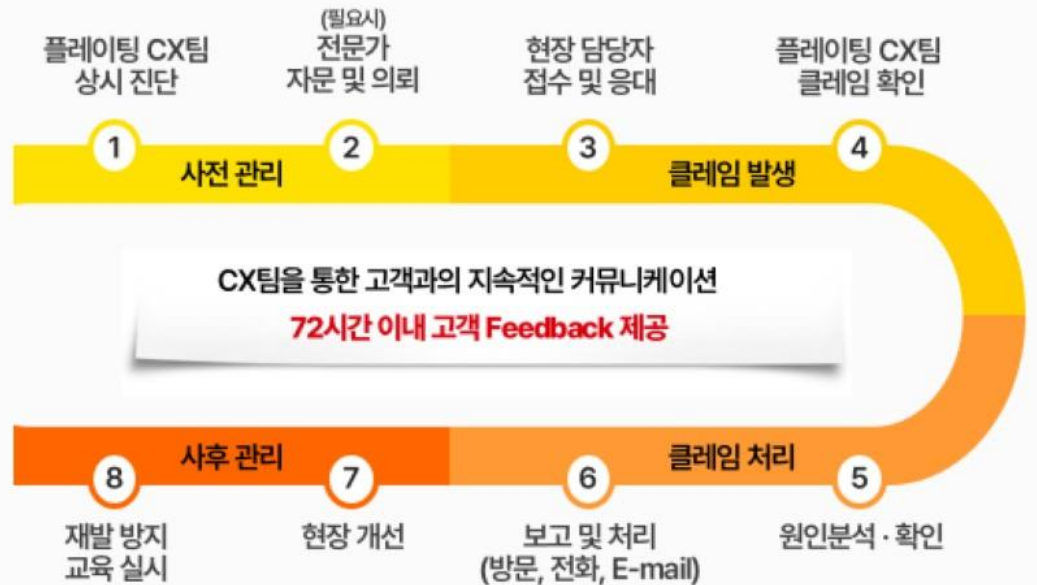 플레이팅 CX팀
상시 진단
(필요시)
전문가
자문 및 의뢰
현장 담당자
접수 및 응대
플레이팅 CX팀
클레임 확인
1
2
3
4
사전 관리
클레임 발생
CX팀을 통한 고객과의 지속적인 커뮤니케이션
72시간 이내 고객 Feedback 제공
사후 관리
클레임 처리
8
7
6
5
재발 방지
교육 실시
현장 개선
보고 및 처리
(방문, 전화, E-mail)
원인분석 · 확인